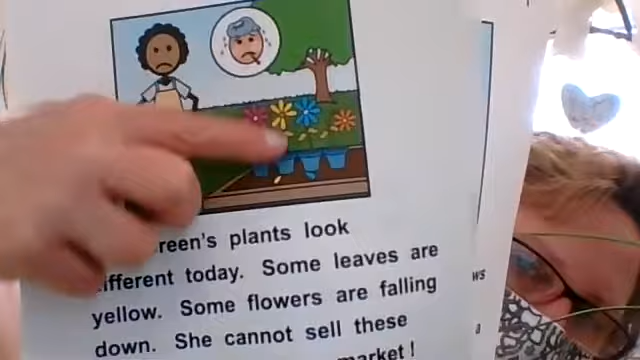 reen's plants look
ifferent today. Some leaves are
yellow. Some flowers are falling
down. She cannot sell these
market!
ws
a